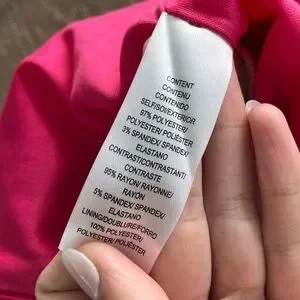 CONTENT
CONTENU
CONTENIDO
SELF/SOI/EXTERIOR
97% POLYESTER/
POLYESTER/ POLIÉSTER
3% SPANDEX/SPANDEX/
ELASTANO
CONTRAST/CONTRASTANT/
CONTRASTE
95% RAYON/RAYONNE/
RAYÓN
5% SPANDEX/SPANDEX/
ELASTANO
LINING/DOUBLURE/FORRO
100% POLYESTER/
POLYESTER/POLIÉSTER